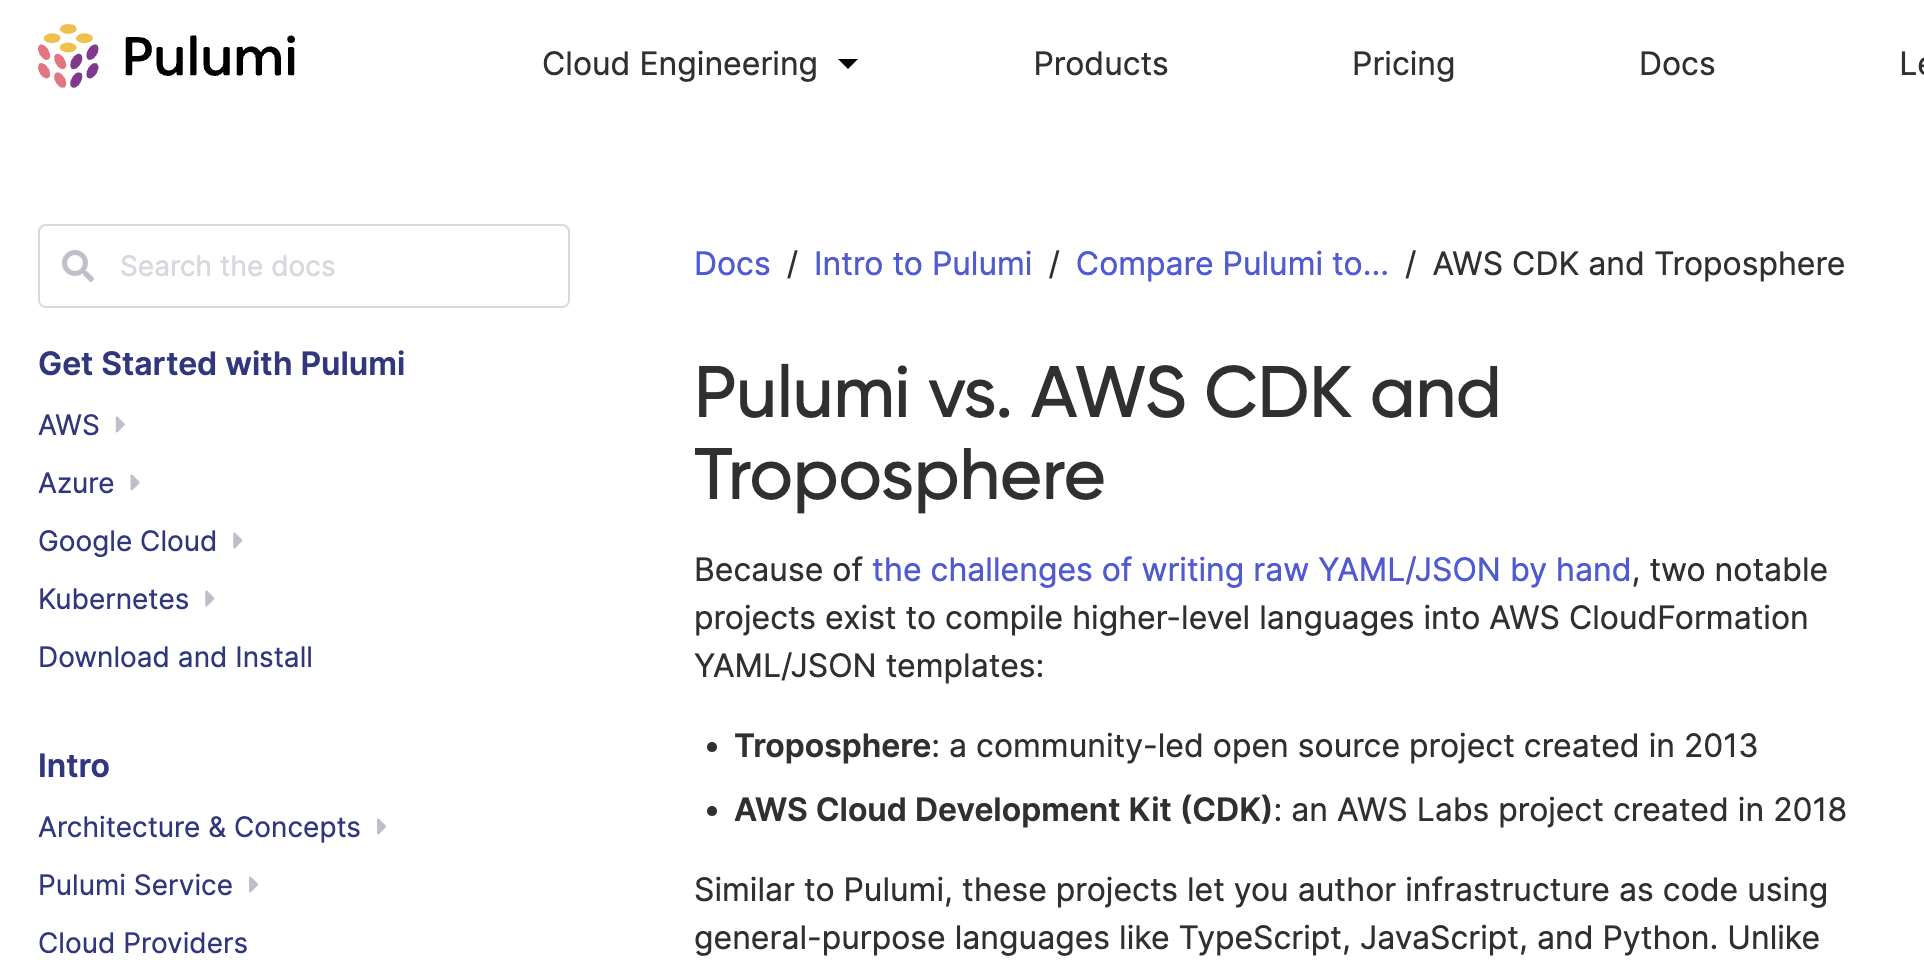 Pulumi
Cloud Engineering
Products
Pricing
Docs
Le
Search the docs
Get Started with Pulumi
AWS
Azure
Google Cloud
Kubernetes
Download and Install
Intro
Architecture & Concepts
Pulumi Service
Cloud Providers
Docs / Intro to Pulumi / Compare Pulumi to... / AWS CDK and Troposphere
Pulumi vs. AWS CDK and
Troposphere
Because of the challenges of writing raw YAML/JSON by hand, two notable
projects exist to compile higher-level languages into AWS CloudFormation
YAML/JSON templates:
• Troposphere: a community-led open source project created in 2013
• AWS Cloud Development Kit (CDK): an AWS Labs project created in 2018
Similar to Pulumi, these projects let you author infrastructure as code using
general-purpose languages like TypeScript, JavaScript, and Python. Unlike